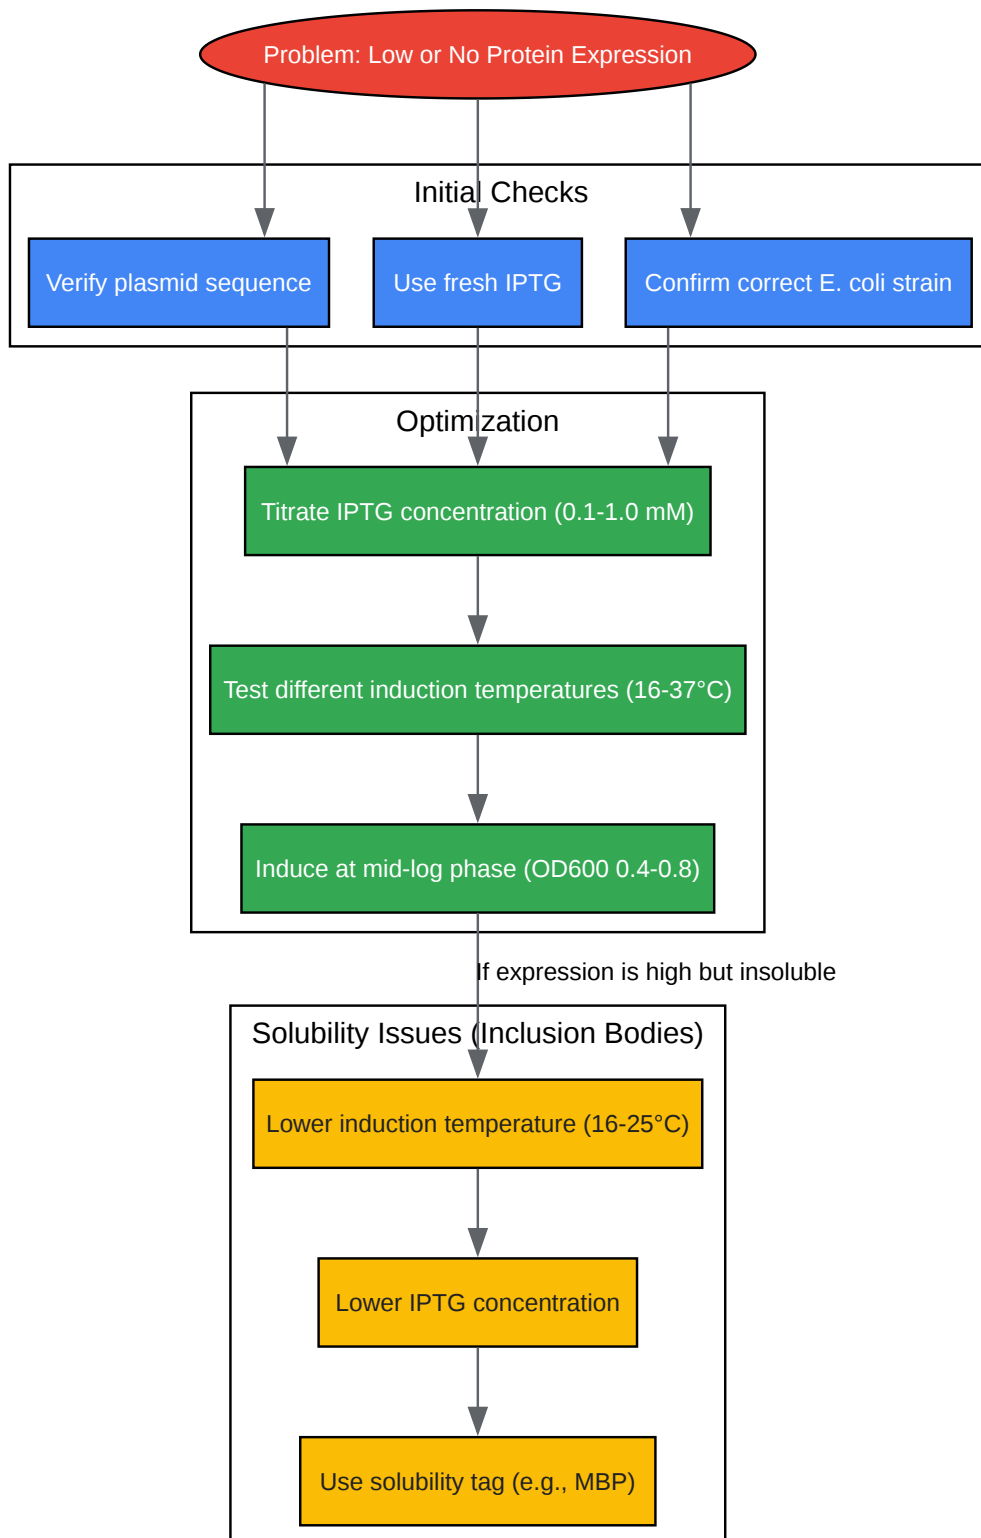 Problem: Low or No Protein Expression
Initial Checks
Verify plasmid sequence
Use fresh IPTG
Confirm correct E. coli strain
Optimization
Titrate IPTG concentration (0.1-1.0 mM)
Test different induction temperatures (16-37°C)
Induce at mid-log phase (OD600 0.4-0.8)
If expression is high but insoluble
Solubility Issues (Inclusion Bodies)
Lower induction temperature (16-25°C)
Lower IPTG concentration
Use solubility tag (e.g., MBP)